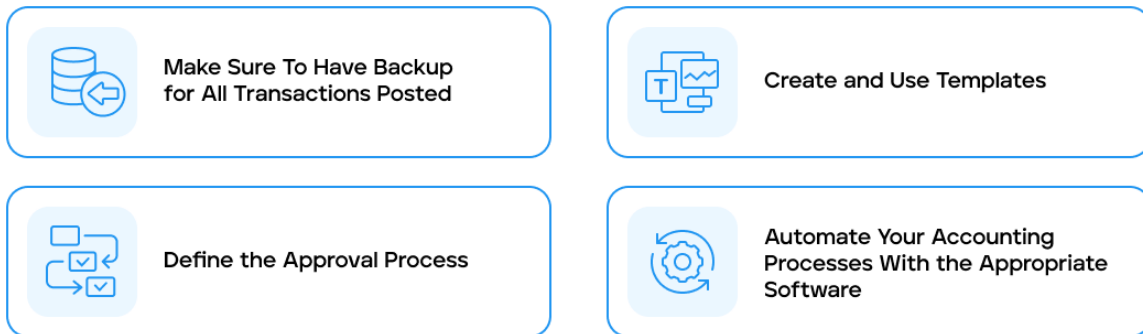 Make Sure To Have Backup
for All Transactions Posted
T
Create and Use Templates
Define the Approval Process
Automate Your Accounting
Processes With the Appropriate
Software